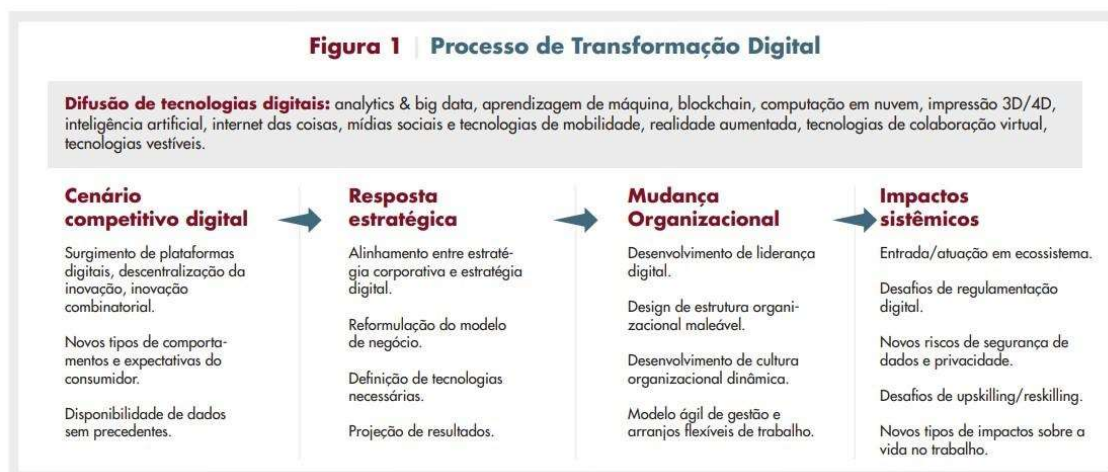 Figura 1 | Processo de Transformação Digital
Difusão de tecnologias digitais: analytics & big data, aprendizagem de máquina, blockchain, computação em nuvem, impressão 3D/4D,
inteligência artificial, internet das coisas, mídias sociais e tecnologias de mobilidade, realidade aumentada, tecnologias de colaboração virtual,
tecnologias vestíveis.
Cenário
competitivo digital
Surgimento de plataformas
digitais, descentralização da
inovação, inovação
combinatorial.
Novos tipos de comporta-
mentos e expectativas do
consumidor.
Disponibilidade de dados
sem precedentes.
Resposta
estratégica
Alinhamento entre estraté-
gia corporativa e estratégia
digital.
Reformulação do modelo
de negócio.
Definição de tecnologias
necessárias.
Projeção de resultados.
Mudança
Organizacional
Desenvolvimento de liderança
digital.
Design de estrutura organi-
zacional maleável.
Desenvolvimento de cultura
organizacional dinâmica.
Modelo ágil de gestão e
arranjos flexíveis de trabalho.
Impactos
sistêmicos
Entrada/atuação em ecossistema.
Desafios de regulamentação
digital.
Novos riscos de segurança de
dados e privacidade.
Desafios de upskilling/reskilling.
Novos tipos de impactos sobre a
vida no trabalho.